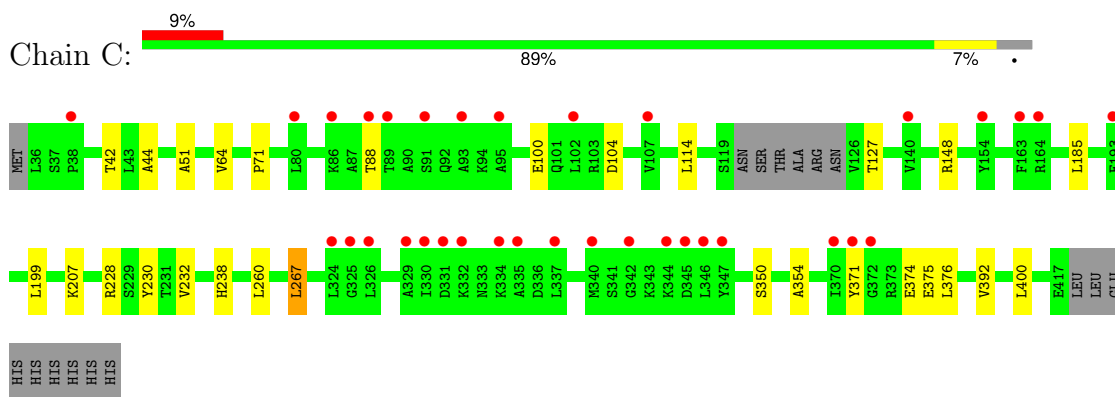 9%
Chain C:
89% 7% •
MET L36 S37 P38 T42 L43 A44 A51 V64 P71 L80 K86 A87 T88 T89 A90 S91 Q92 A93 K94 A95 E100 Q101 L102 R103 D104 V107 L114 S119 ASN SER THR ALA ARG ASN V126 T127 V140 R148 Y154 F163 R164 L185
L199 K207 R228 S229 Y230 T231 V232 H238 L260 L267 L324 G325 L326 A329 I330 D331 K332 N333 K334 A335 D336 L337 M340 S341 G342 K343 K344 D345 L346 Y347 S350 A354 I370 Y371 G372 R373 E374 E375 L376 V392 L400 E417 LEU LEU
HIS HIS HIS HIS HIS HIS